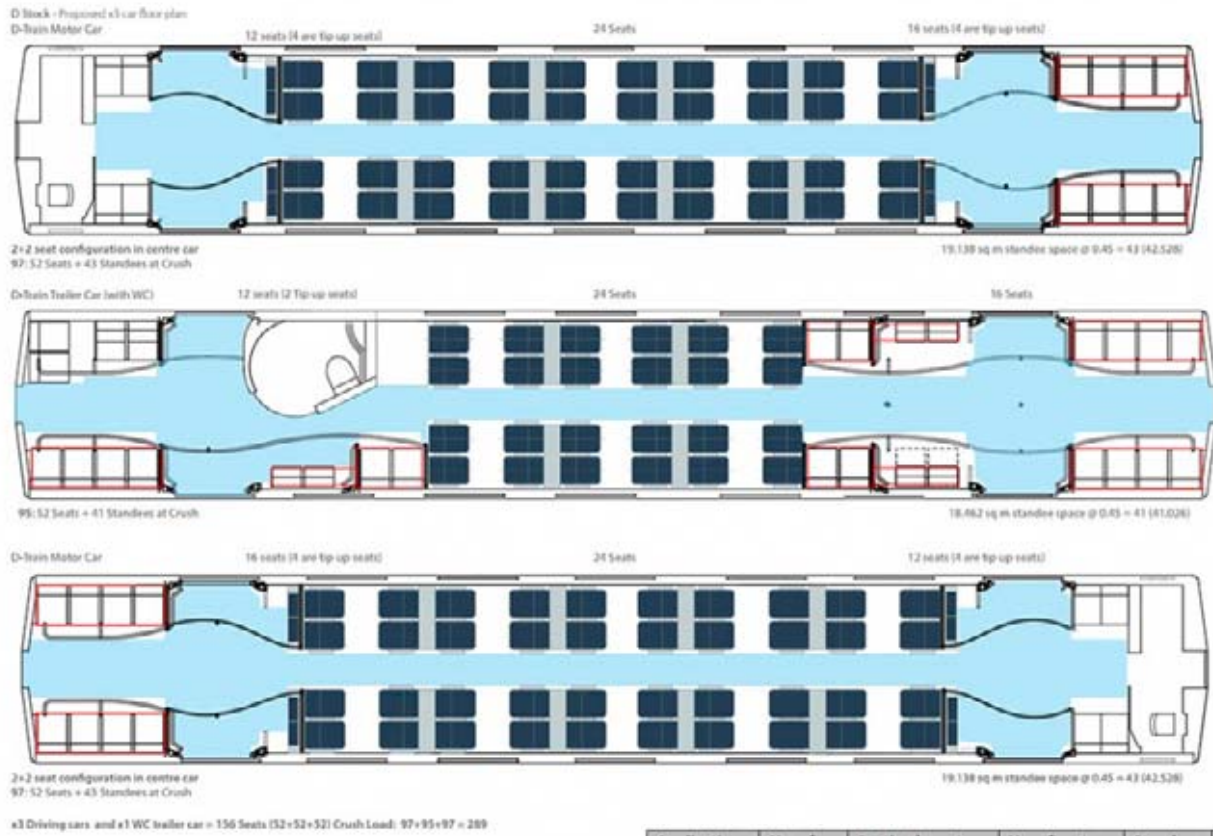 D Stock - Proposed x3 car floor plan
D-Train Motor Car
12 seats (4 are tip up seats)
24 Seats
16 seats (4 are tip up seats)
2+2 seat configuration in centre car
97: 52 Seats + 43 Standees at Crush
19.138 sq m standee space @ 0.45 = 43 (42.528)
D-Train Trailer Car (with WC)
12 seats (2 Tip up seats)
24 Seats
16 Seats
95: 52 Seats + 41 Standees at Crush
18.462 sq m standee space @ 0.45 = 41 (41.026)
D-Train Motor Car
16 seats (4 are tip up seats)
24 Seats
12 seats (4 are tip up seats)
2+2 seat configuration in centre car
97: 52 Seats + 43 Standees at Crush
19.138 sq m standee space @ 0.45 = 43 (42.528)
x3 Driving cars and x1 WC trailer car = 156 Seats (52+52+52) Crush Load: 97+95+97 = 289